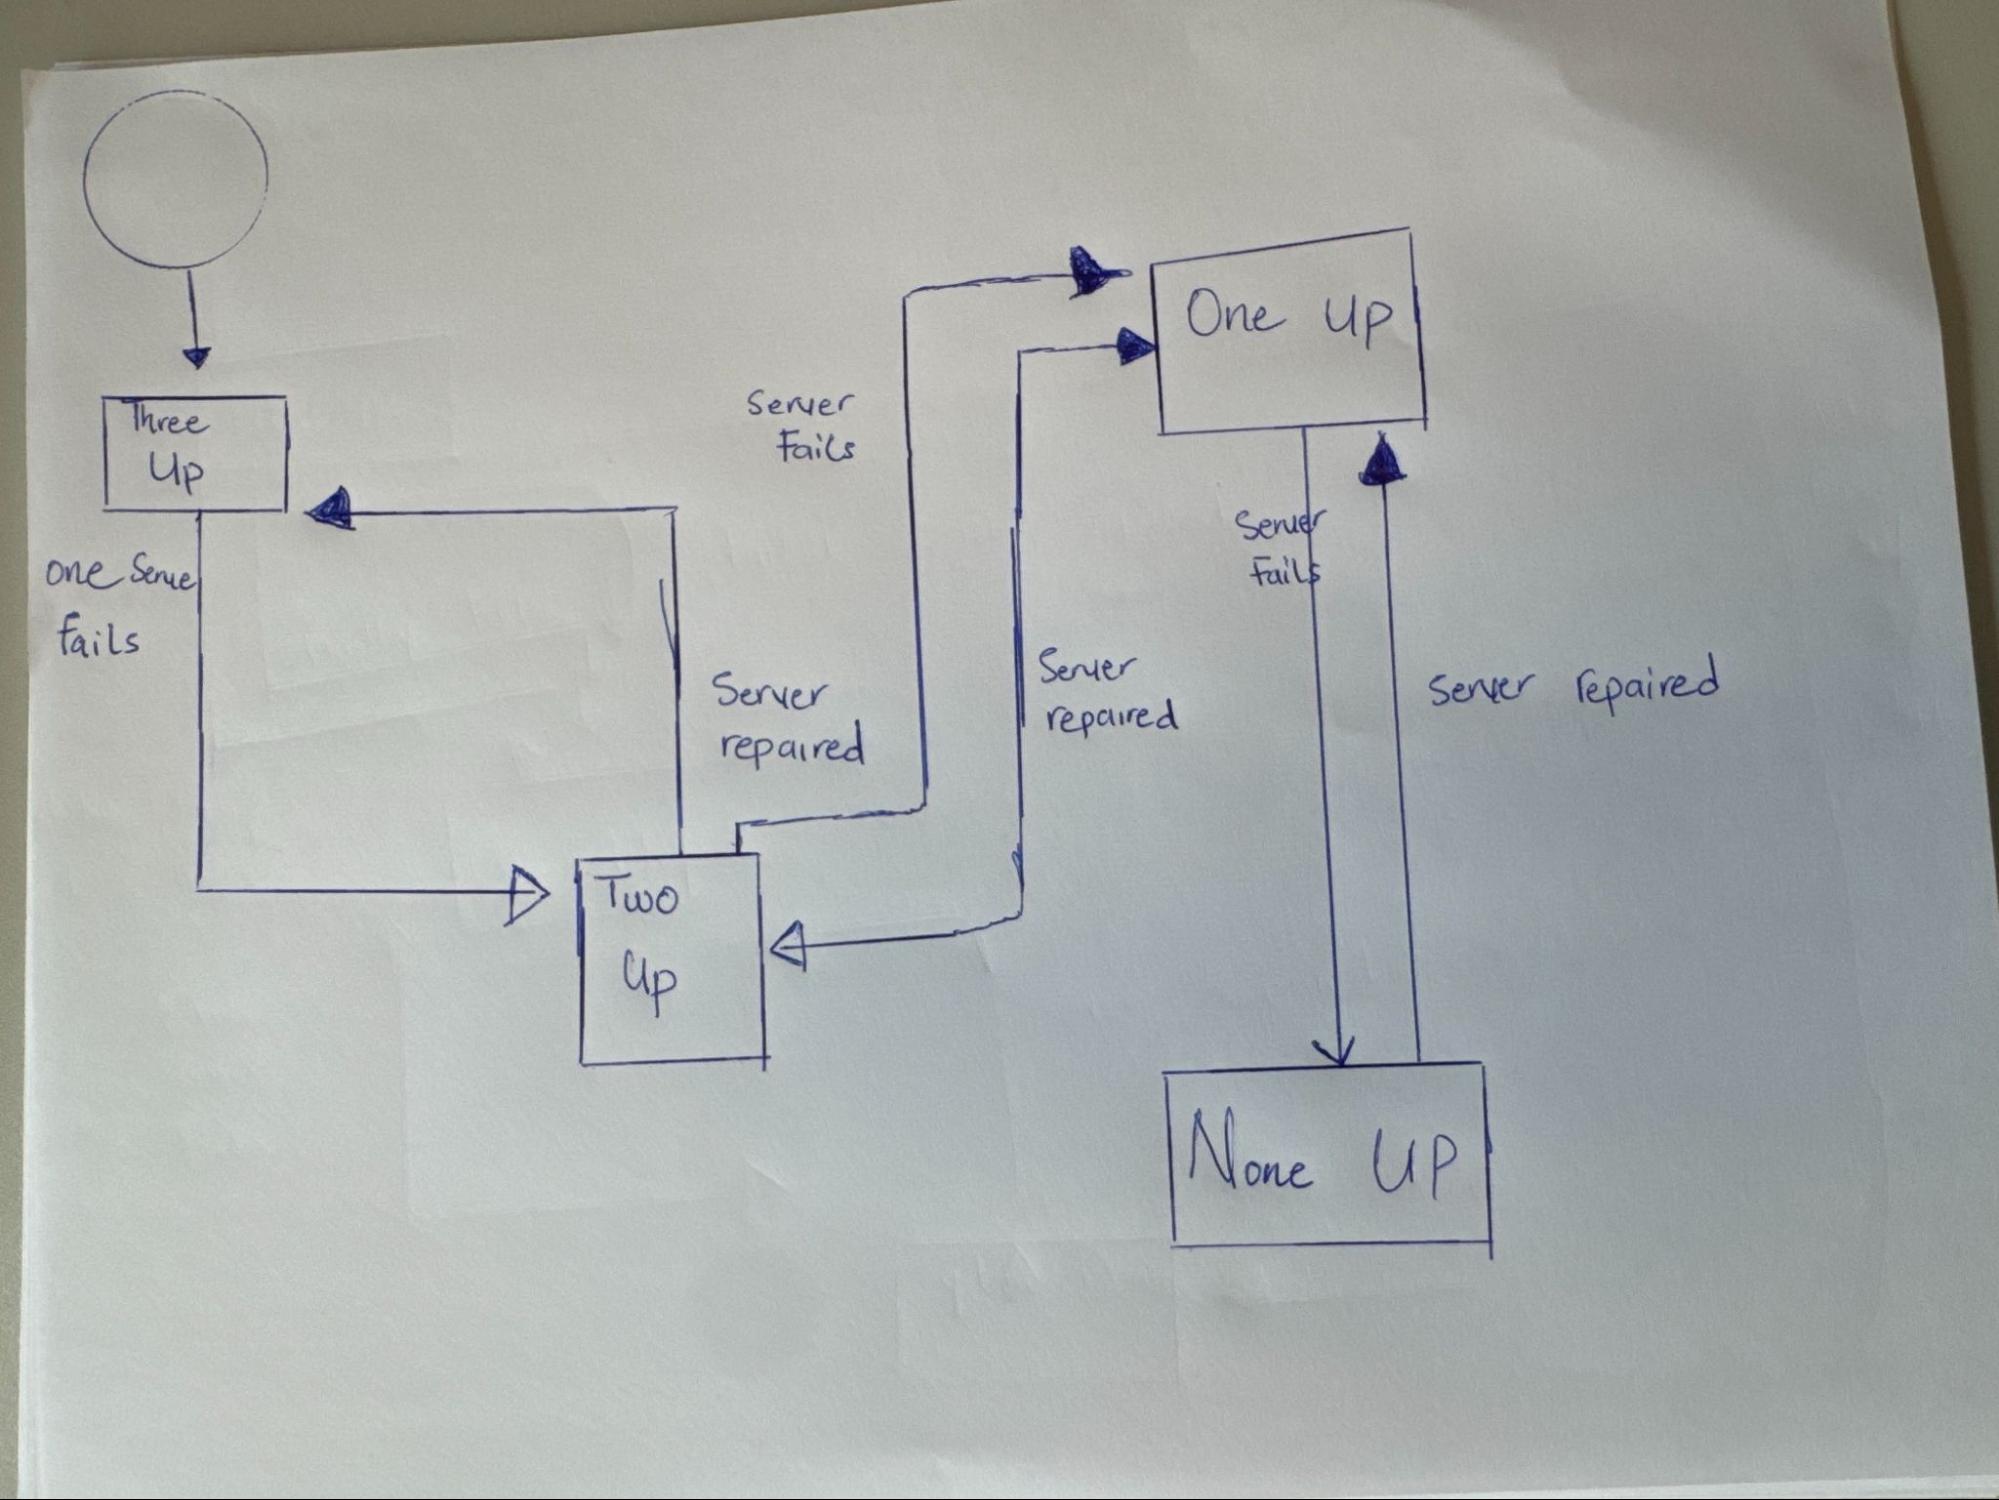 Three
Up
one Serve
fails
Server
repaired
Two
Up
Server
Fails
Server
repaired
One Up
Server
Fails
Server repaired
None UP